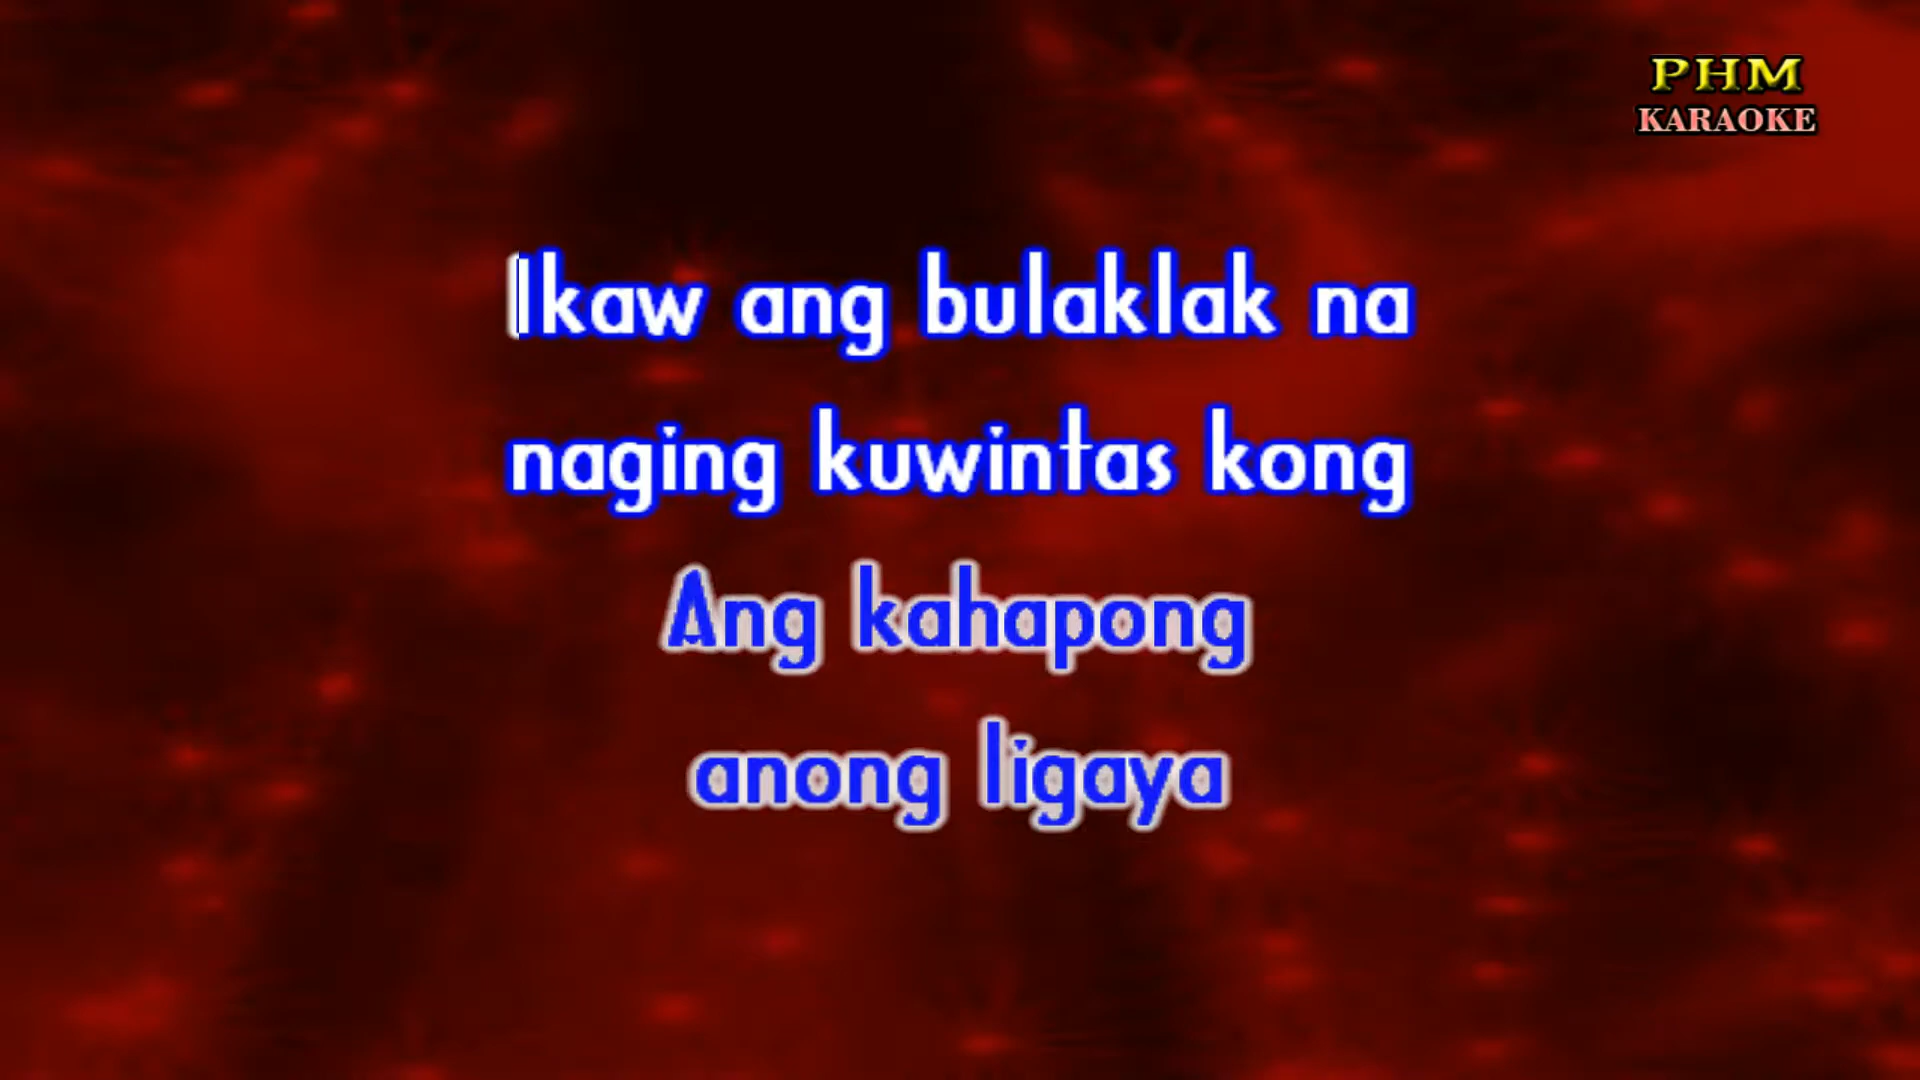 PHM
KARAOKE
Ikaw ang bulaklak na
naging kuwintas kong
Ang kahapong
anong ligaya